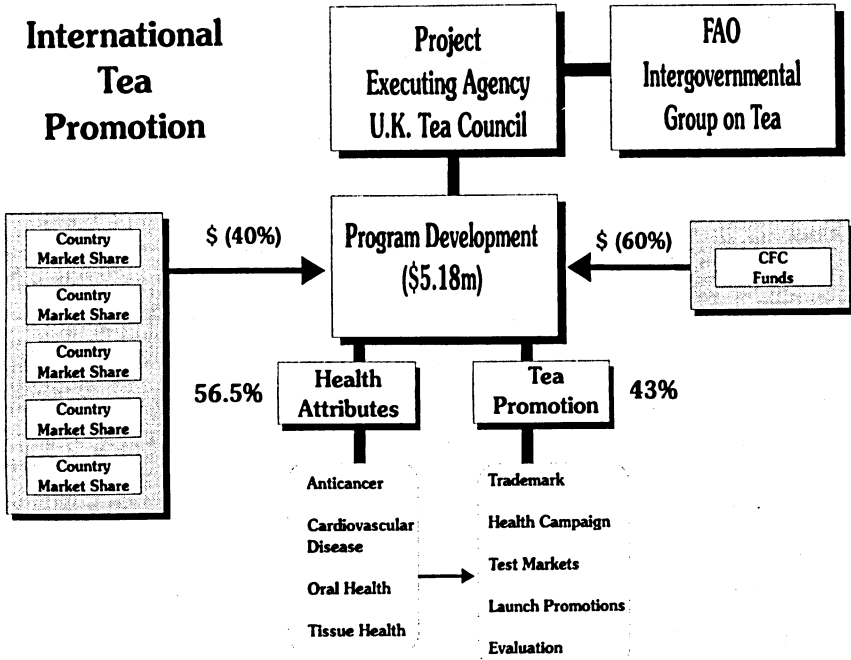 International
Tea
Promotion
Project
Executing Agency
U.K. Tea Council
FAO
Intergovernmental
Group on Tea
Country
Market Share
Country
Market Share
Country
Market Share
Country
Market Share
Country
Market Share
$ (40%)
Program Development
($5.18m)
$ (60%)
CFC
Funds
56.5%
Health
Attributes
Tea
Promotion
43%
Anticancer
Cardiovascular
Disease
Oral Health
Tissue Health
Trademark
Health Campaign
Test Markets
Launch Promotions
Evaluation